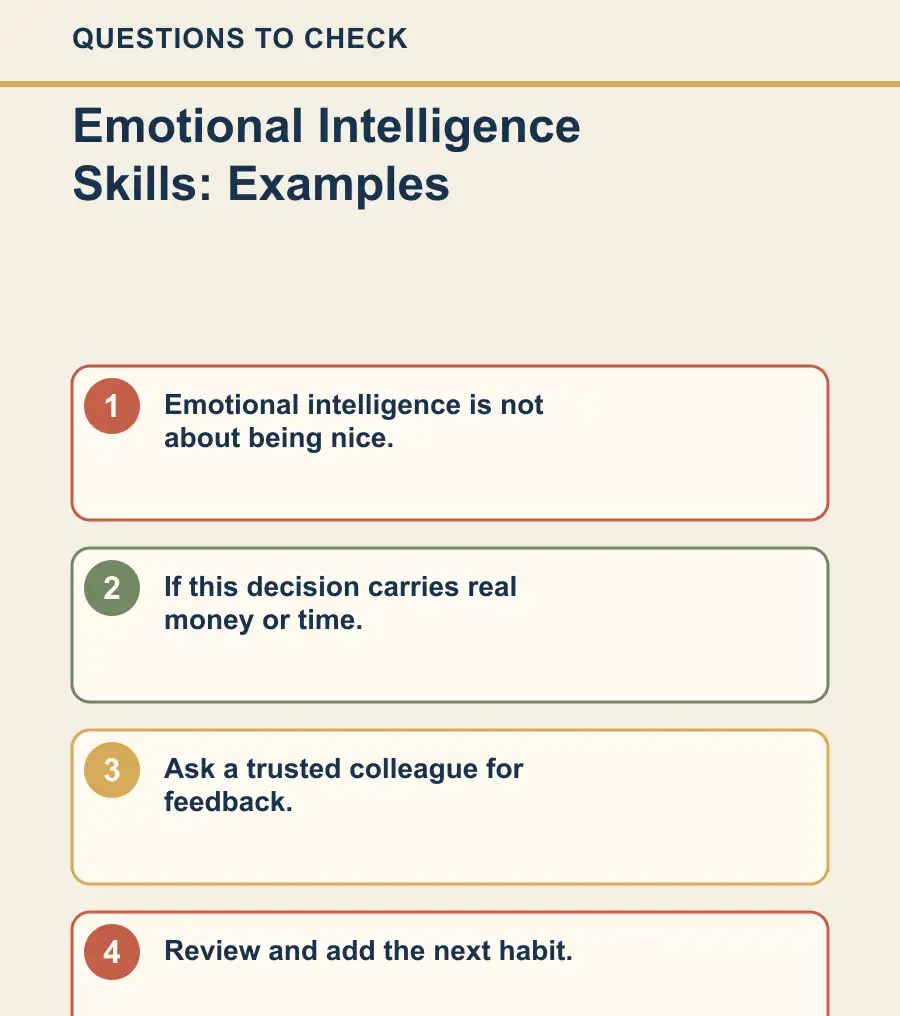 QUESTIONS TO CHECK
Emotional Intelligence
Skills: Examples
1
Emotional intelligence is not
about being nice.
2
If this decision carries real
money or time.
3
Ask a trusted colleague for
feedback.
4
Review and add the next habit.